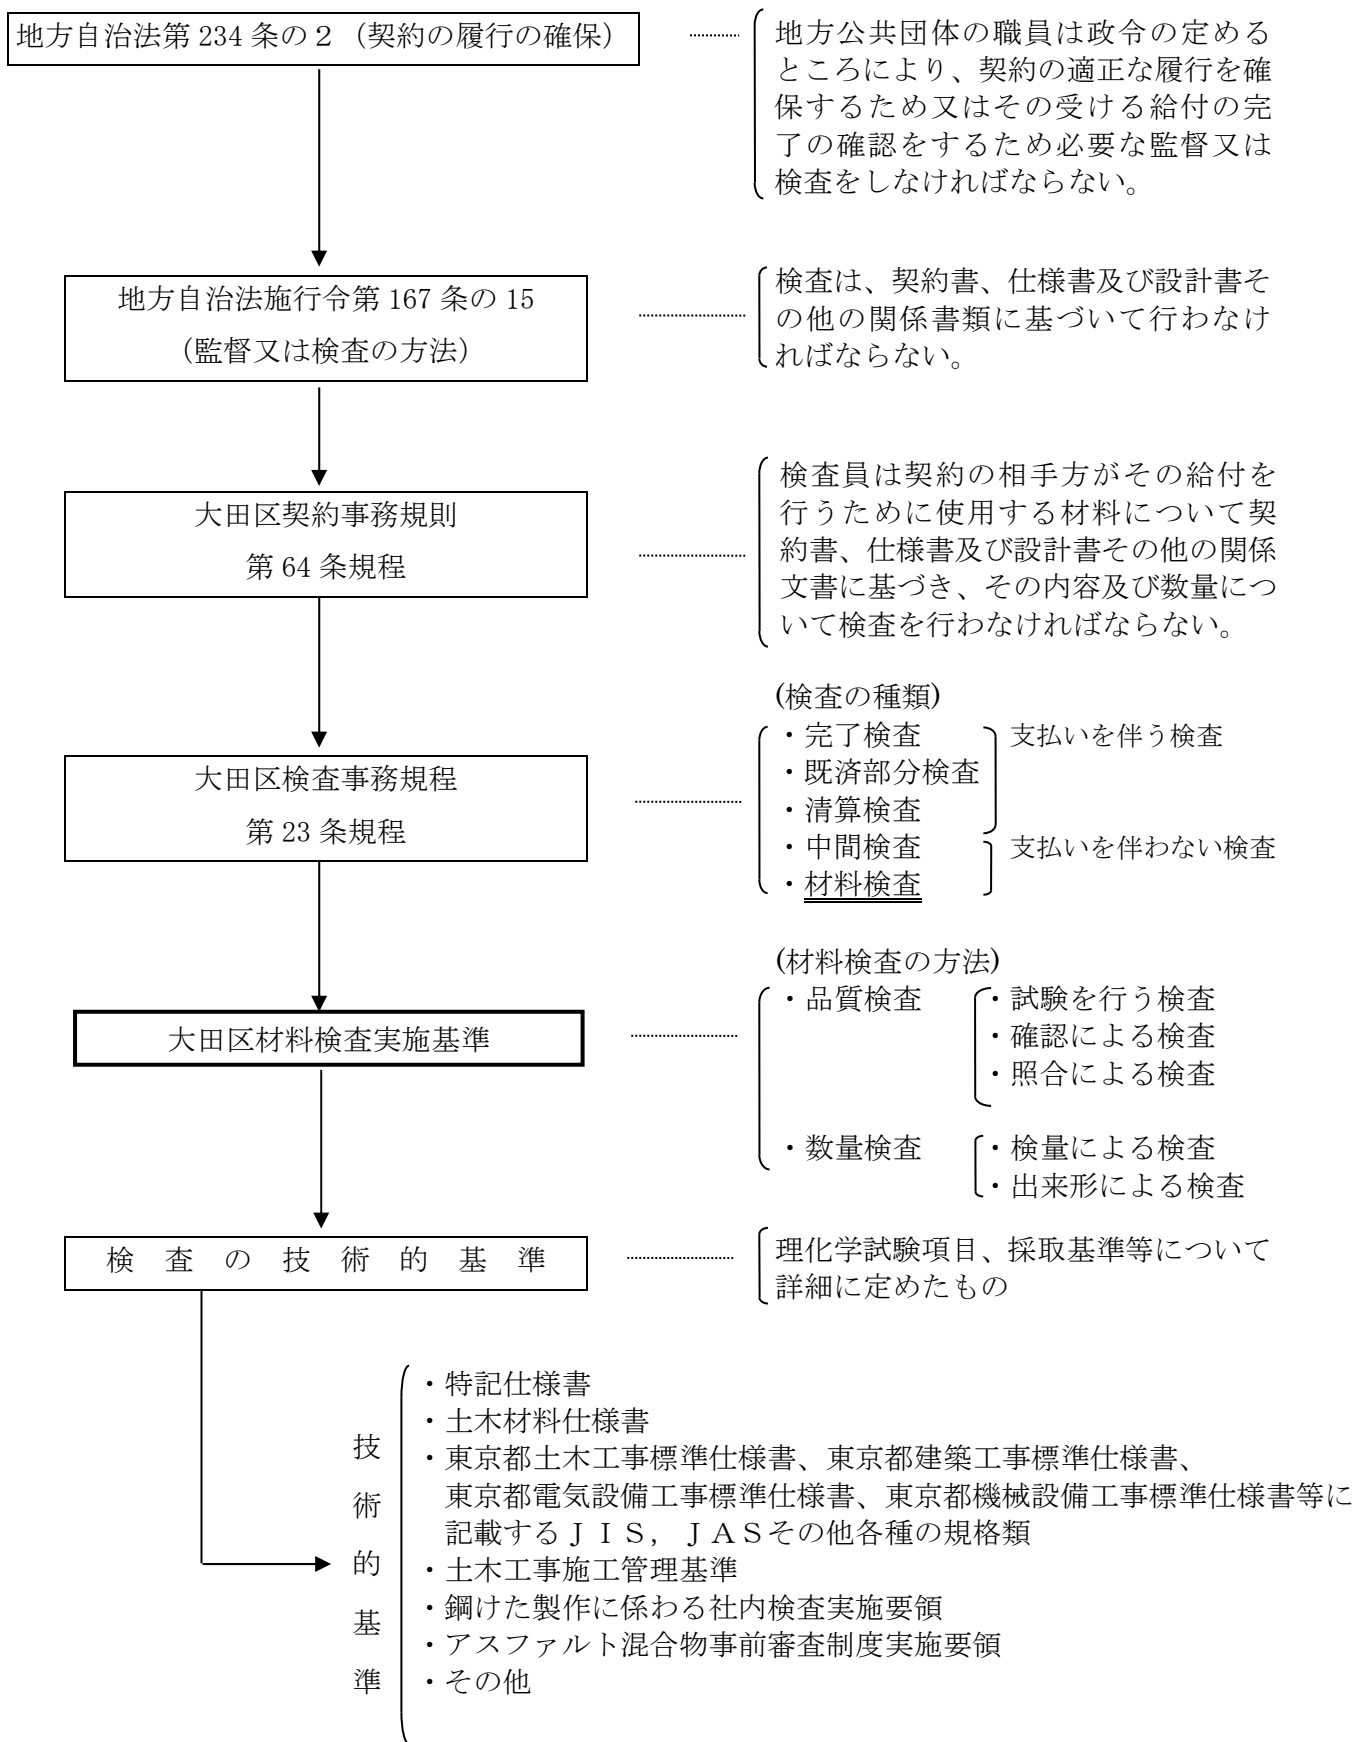 地方自治法第 234 条の２（契約の履行の確保）
地方公共団体の職員は政令の定める
ところにより、契約の適正な履行を確
保するため又はその受ける給付の完
了の確認をするため必要な監督又は
検査をしなければならない。
地方自治法施行令第 167 条の 15
（監督又は検査の方法）
検査は、契約書、仕様書及び設計書そ
の他の関係書類に基づいて行わなけ
ればならない。
大田区契約事務規則
第 64 条規程
検査員は契約の相手方がその給付を
行うために使用する材料について契
約書、仕様書及び設計書その他の関係
文書に基づき、その内容及び数量につ
いて検査を行わなければならない。
大田区検査事務規程
第 23 条規程
(検査の種類)
・完了検査 支払いを伴う検査
・既済部分検査
・清算検査
・中間検査 支払いを伴わない検査
・材料検査
大田区材料検査実施基準
(材料検査の方法)
・品質検査 ・試験を行う検査
・確認による検査
・照合による検査
・数量検査 ・検量による検査
・出来形による検査
検 査 の 技 術 的 基 準
理化学試験項目、採取基準等について
詳細に定めたもの
技術的基準
・特記仕様書
・土木材料仕様書
・東京都土木工事標準仕様書、東京都建築工事標準仕様書、
東京都電気設備工事標準仕様書、東京都機械設備工事標準仕様書等に
記載するＪＩＳ，ＪＡＳその他各種の規格類
・土木工事施工管理基準
・鋼けた製作に係わる社内検査実施要領
・アスファルト混合物事前審査制度実施要領
・その他